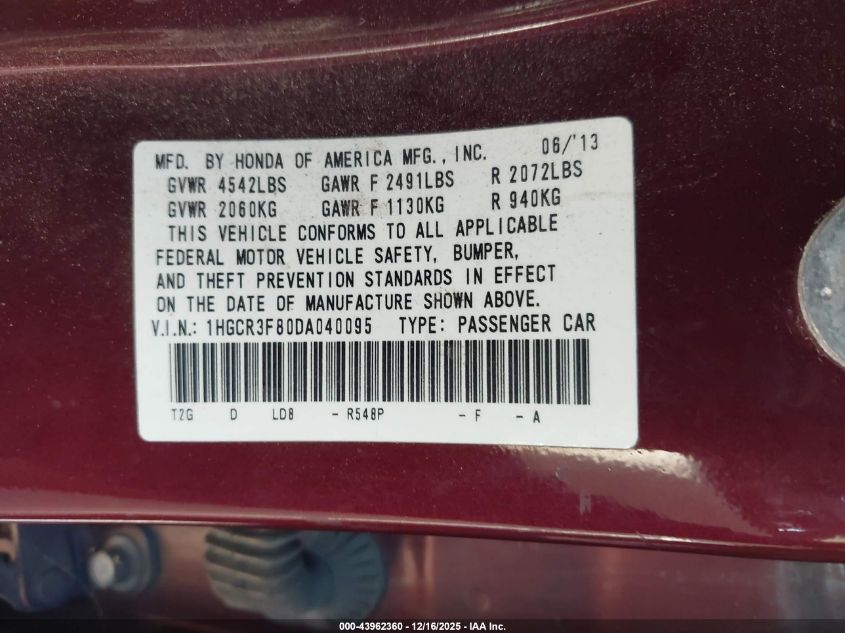 MFD. BY HONDA OF AMERICA MFG., INC. 06/'13
GVWR 4542LBS GAWR F 2491LBS R 2072LBS
GVWR 2060KG GAWR F 1130KG R 940KG
THIS VEHICLE CONFORMS TO ALL APPLICABLE
FEDERAL MOTOR VEHICLE SAFETY, BUMPER,
AND THEFT PREVENTION STANDARDS IN EFFECT
ON THE DATE OF MANUFACTURE SHOWN ABOVE.
V.I.N.: 1HGCR3F80DA040095 TYPE: PASSENGER CAR
T2G D LD8 - R548P - F - A
000-43962360 - 12/16/2025 - IAA Inc.